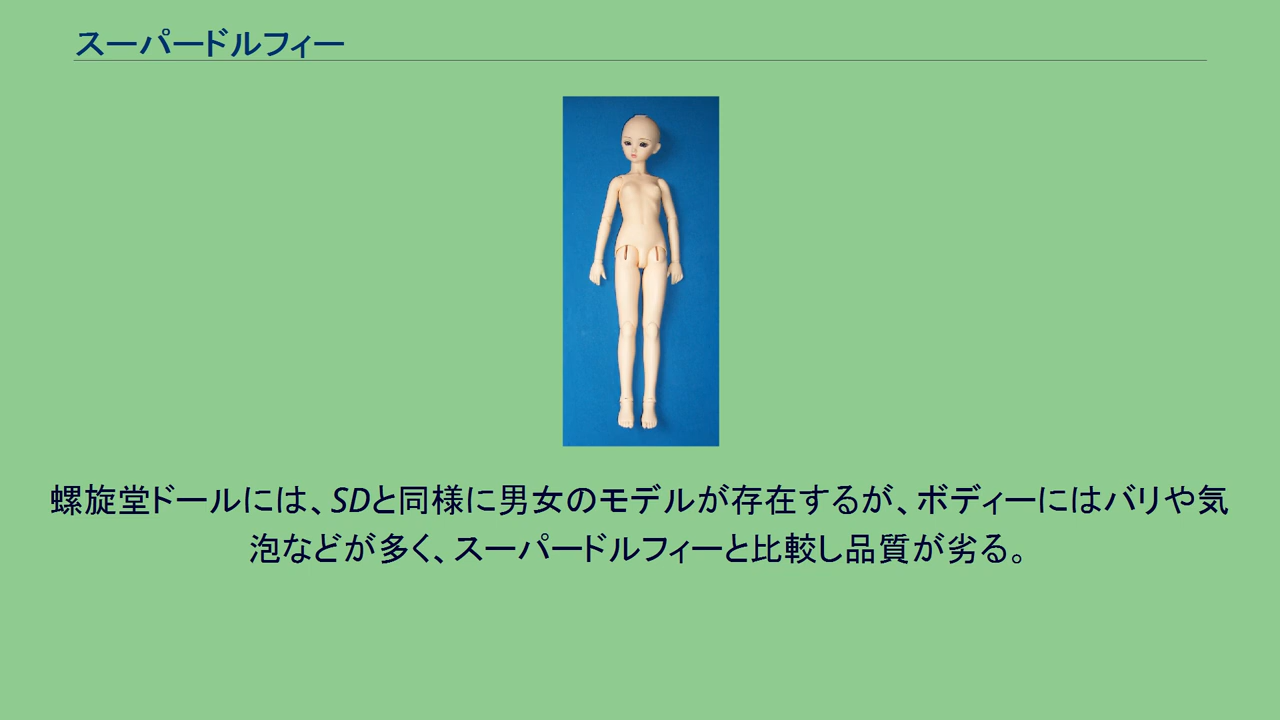 スーパードルフィー
螺旋堂ドールには、SDと同様に男女のモデルが存在するが、ボディーにはバリや気
泡などが多く、スーパードルフィーと比較し品質が劣る。